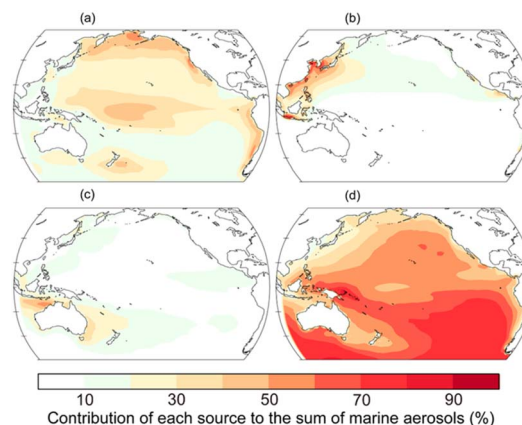 (a)
(b)
(c)
(d)
10 30 50 70 90
Contribution of each source to the sum of marine aerosols (%)